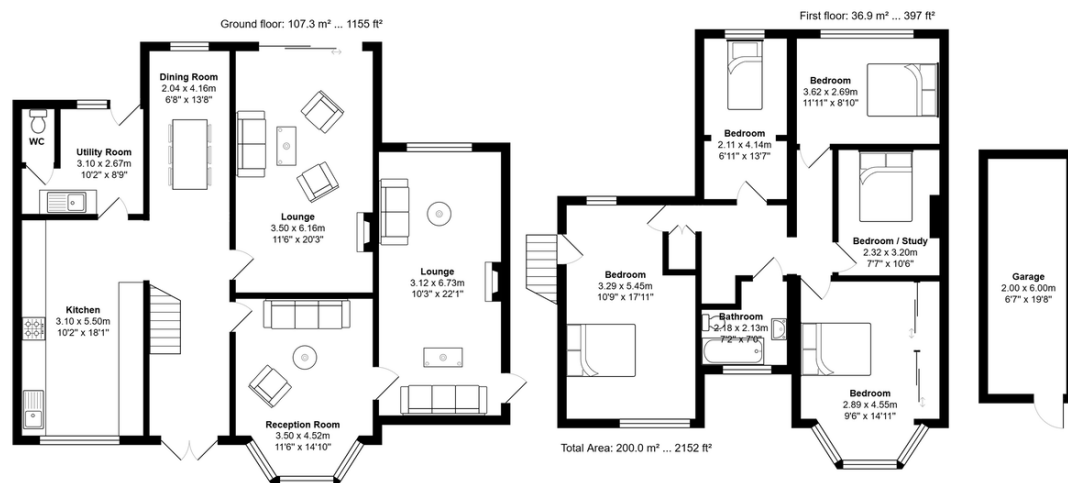 Ground floor: 107.3 m² ... 1155 ft²
Dining Room
2.04 x 4.16m
6'8" x 13'8"
WC
Utility Room
3.10 x 2.67m
10'2" x 8'9"
Lounge
3.50 x 6.16m
11'6" x 20'3"
Lounge
3.12 x 6.73m
10'3" x 22'1"
Kitchen
3.10 x 5.50m
10'2" x 18'1"
Reception Room
3.50 x 4.52m
11'6" x 14'10"
First floor: 36.9 m² ... 397 ft²
Bedroom
3.62 x 2.69m
11'11" x 8'10"
Bedroom
2.11 x 4.14m
6'11" x 13'7"
Bedroom / Study
2.32 x 3.20m
7'7" x 10'6"
Bedroom
3.29 x 5.45m
10'9" x 17'11"
Bathroom
2.18 x 2.13m
7'2" x 7'0"
Bedroom
2.89 x 4.55m
9'6" x 14'11"
Garage
2.00 x 6.00m
6'7" x 19'8"
Total Area: 200.0 m² ... 2152 ft²